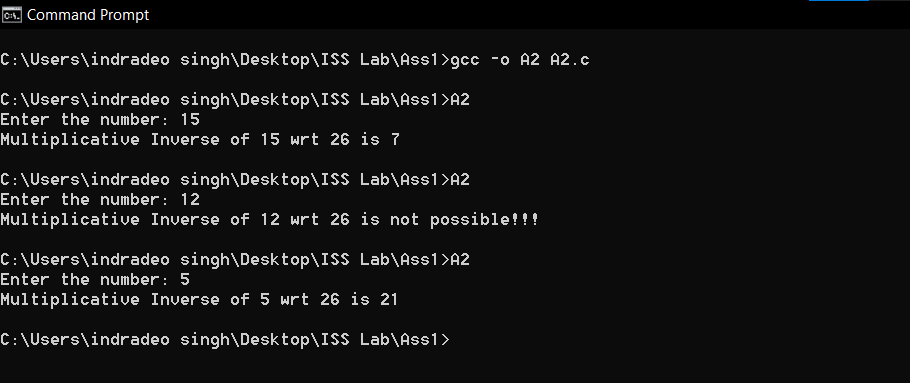 Command Prompt
C:\Users\indradeo singh\Desktop\ISS Lab\Ass1>gcc -o A2 A2.c
C:\Users\indradeo singh\Desktop\ISS Lab\Ass1>A2
Enter the number: 15
Multiplicative Inverse of 15 wrt 26 is 7
C:\Users\indradeo singh\Desktop\ISS Lab\Ass1>A2
Enter the number: 12
Multiplicative Inverse of 12 wrt 26 is not possible!!!
C:\Users\indradeo singh\Desktop\ISS Lab\Ass1>A2
Enter the number: 5
Multiplicative Inverse of 5 wrt 26 is 21
C:\Users\indradeo singh\Desktop\ISS Lab\Ass1>